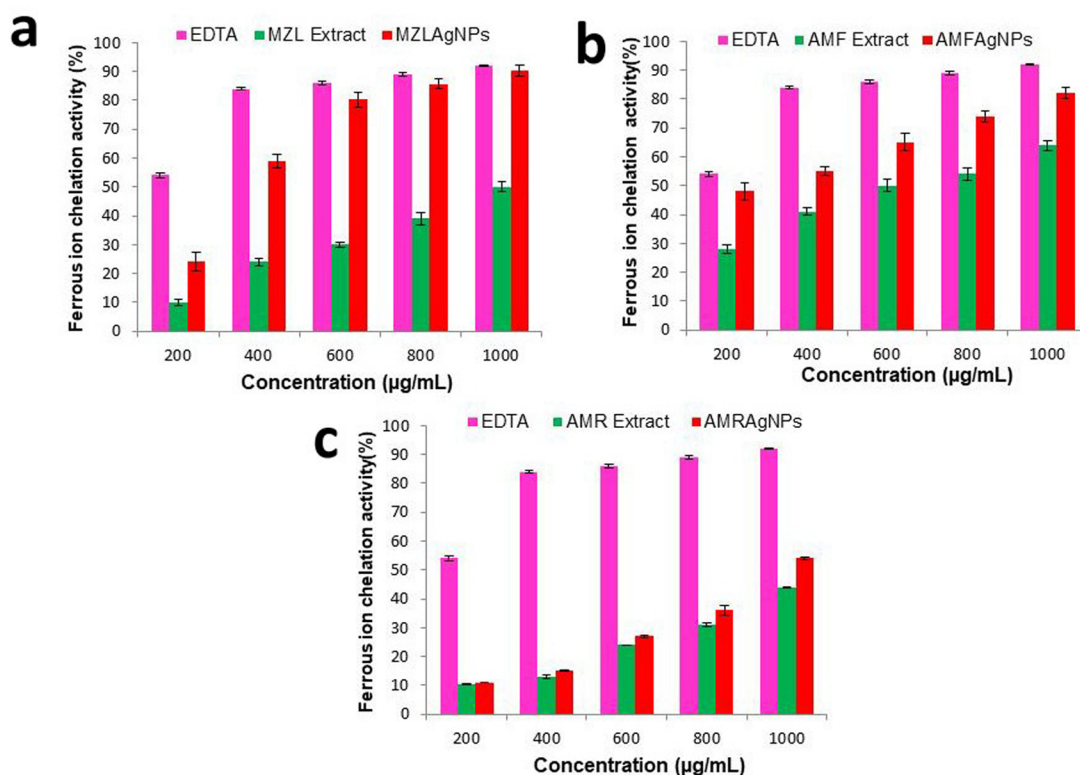 a
EDTA MZL Extract MZLAgNPs
Ferrous ion chelation activity (%)
100
90
80
70
60
50
40
30
20
10
0
200 400 600 800 1000
Concentration (µg/mL)
b
EDTA AMF Extract AMFAgNPs
Ferrous ion chelation activity(%)
100
90
80
70
60
50
40
30
20
10
0
200 400 600 800 1000
Concentration (µg/mL)
c
EDTA AMR Extract AMRAgNPs
Ferrous ion chelation activity(%)
100
90
80
70
60
50
40
30
20
10
0
200 400 600 800 1000
Concentration (µg/mL)